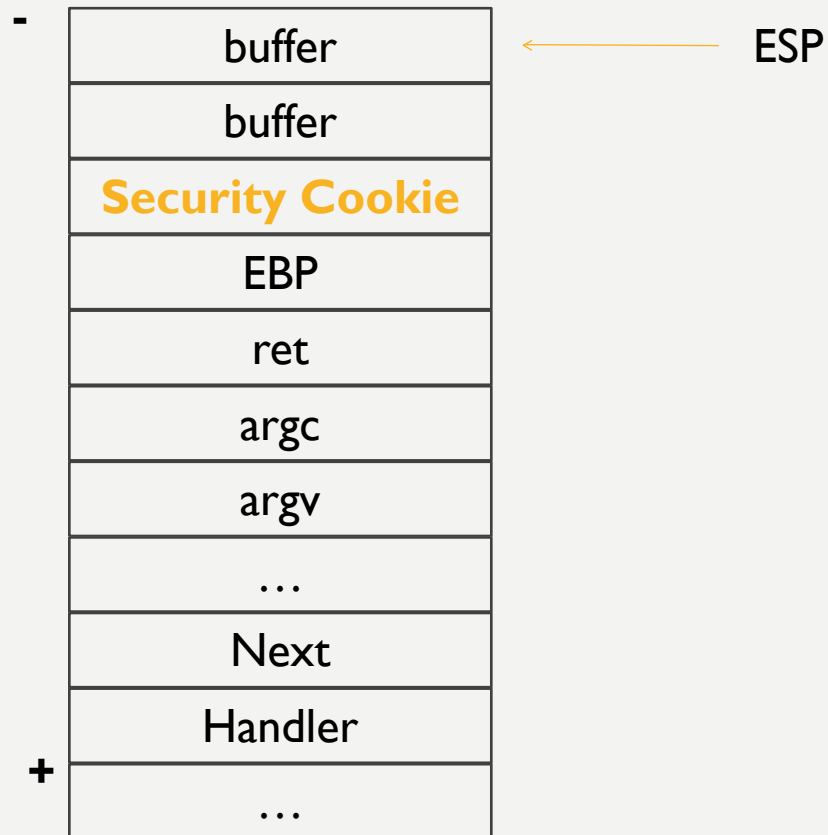 -
buffer
ESP
buffer
Security Cookie
EBP
ret
argc
argv
...
Next
Handler
+
...